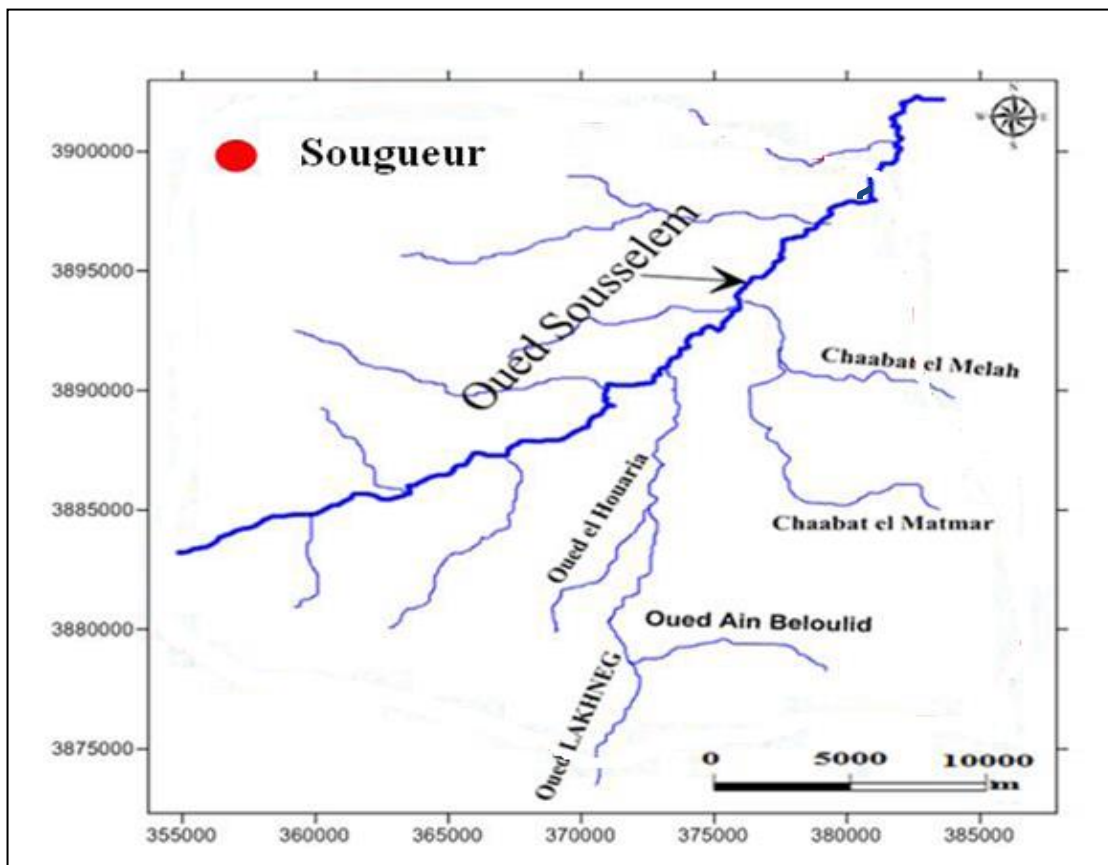 3900000
3895000
3890000
3885000
3880000
3875000
Sougueur
Oued Sousselem
Chaabat el Melah
Oued el Houaria
Chaabat el Matmar
Oued Ain Beloulid
Oued LAKHNEG
0 5000 10000
m
355000 360000 365000 370000 375000 380000 385000